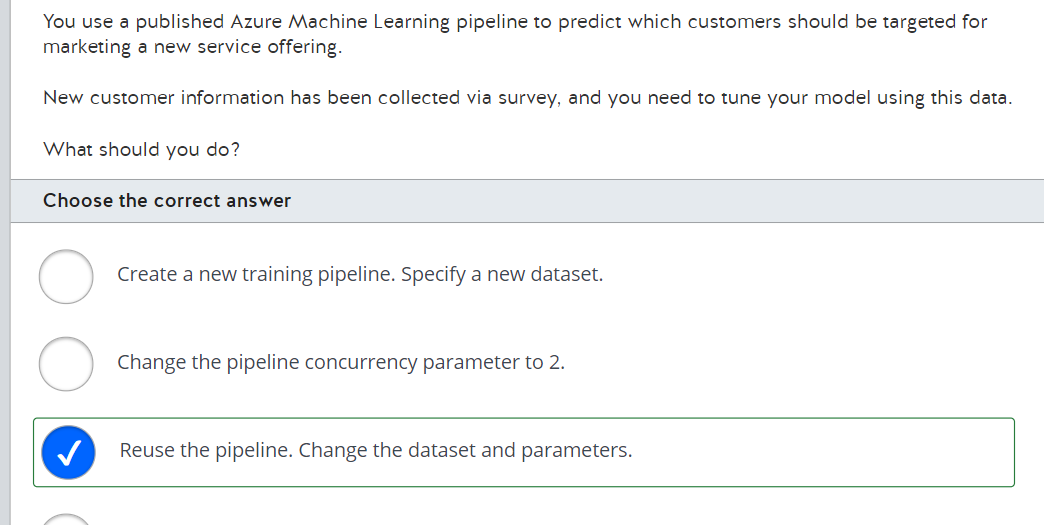 You use a published Azure Machine Learning pipeline to predict which customers should be targeted for
marketing a new service offering.
New customer information has been collected via survey, and you need to tune your model using this data.
What should you do?
Choose the correct answer
Create a new training pipeline. Specify a new dataset.
Change the pipeline concurrency parameter to 2.
Reuse the pipeline. Change the dataset and parameters.